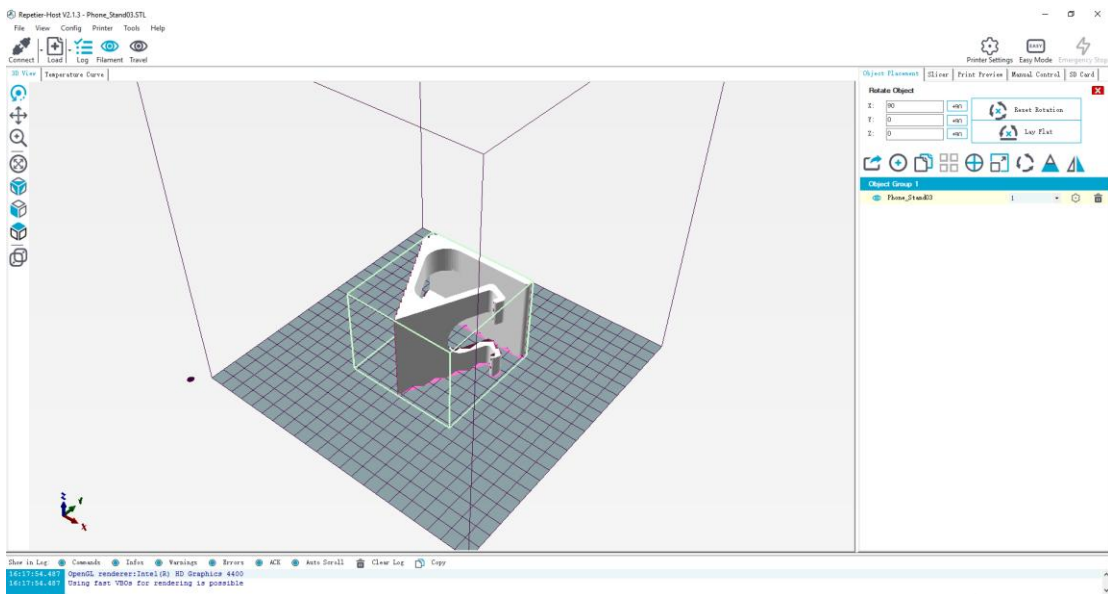 Repetier-Host V2.1.3 - Phone_Stand03.STL
File View Config Printer Tools Help
Connect Load Log Filament Travel
Printer Settings Easy Mode Emergency Stop
EASY
3D View Temperature Curve
Object Placement Slicer Print Preview Manual Control SD Card
Rotate Object
X: 90 +90 Reset Rotation
Y: 0 +90
Z: 0 +90 Lay Flat
Object Group 1
Phone_Stand03 1
Z
Y
X
Show in Log: Commands Infos Warnings Errors ACK Auto Scroll Clear Log Copy
16:17:54.487 OpenGL renderer:Intel(R) HD Graphics 4400
16:17:54.487 Using fast VBOs for rendering is possible